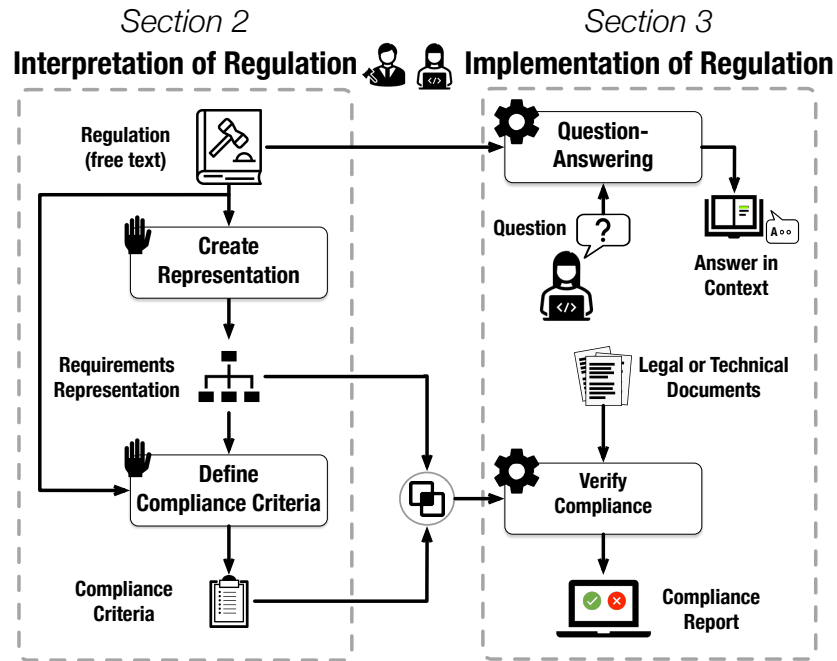 Section 2
Interpretation of Regulation
Regulation
(free text)
Create
Representation
Requirements
Representation
Define
Compliance Criteria
Compliance
Criteria
</>
Section 3
Implementation of Regulation
Question-
Answering
Question
?
</>
A
Answer in
Context
Legal or Technical
Documents
Verify
Compliance
Compliance
Report